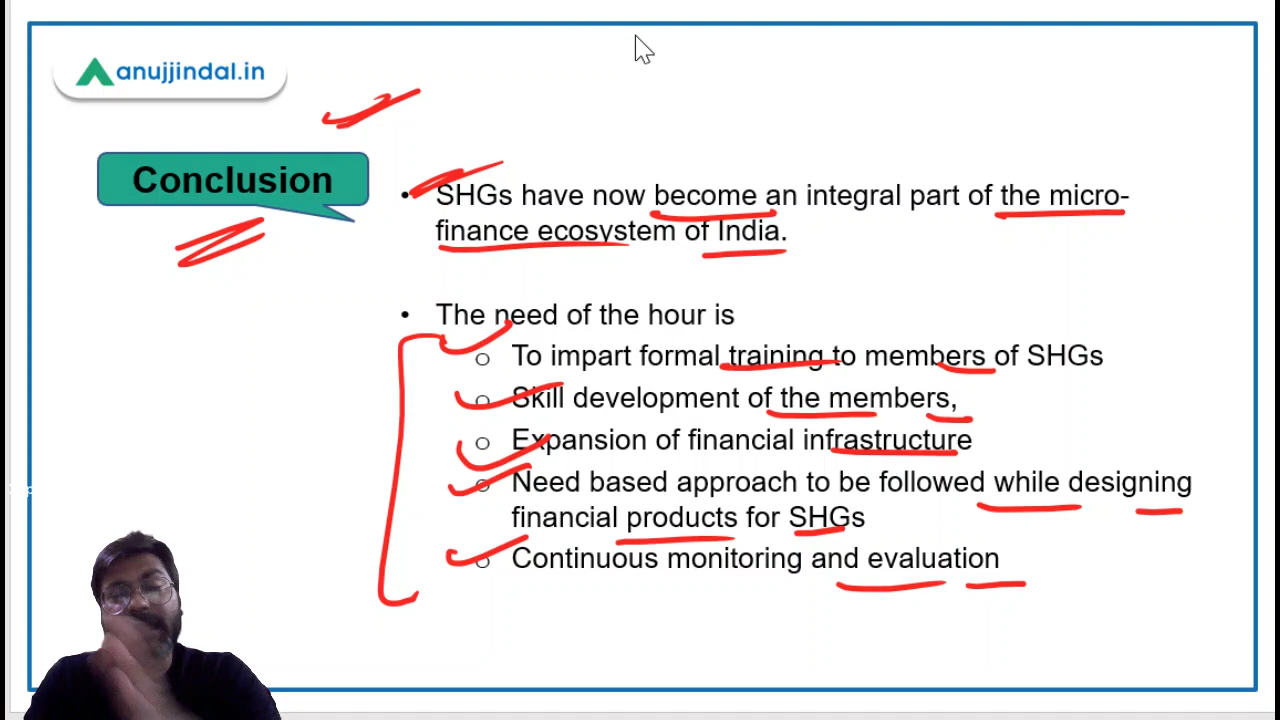 anujjindal.in
Conclusion
• SHGs have now become an integral part of the micro-
finance ecosystem of India.
• The need of the hour is
o To impart formal training to members of SHGs
o Skill development of the members,
o Expansion of financial infrastructure
o Need based approach to be followed while designing
financial products for SHGs
o Continuous monitoring and evaluation